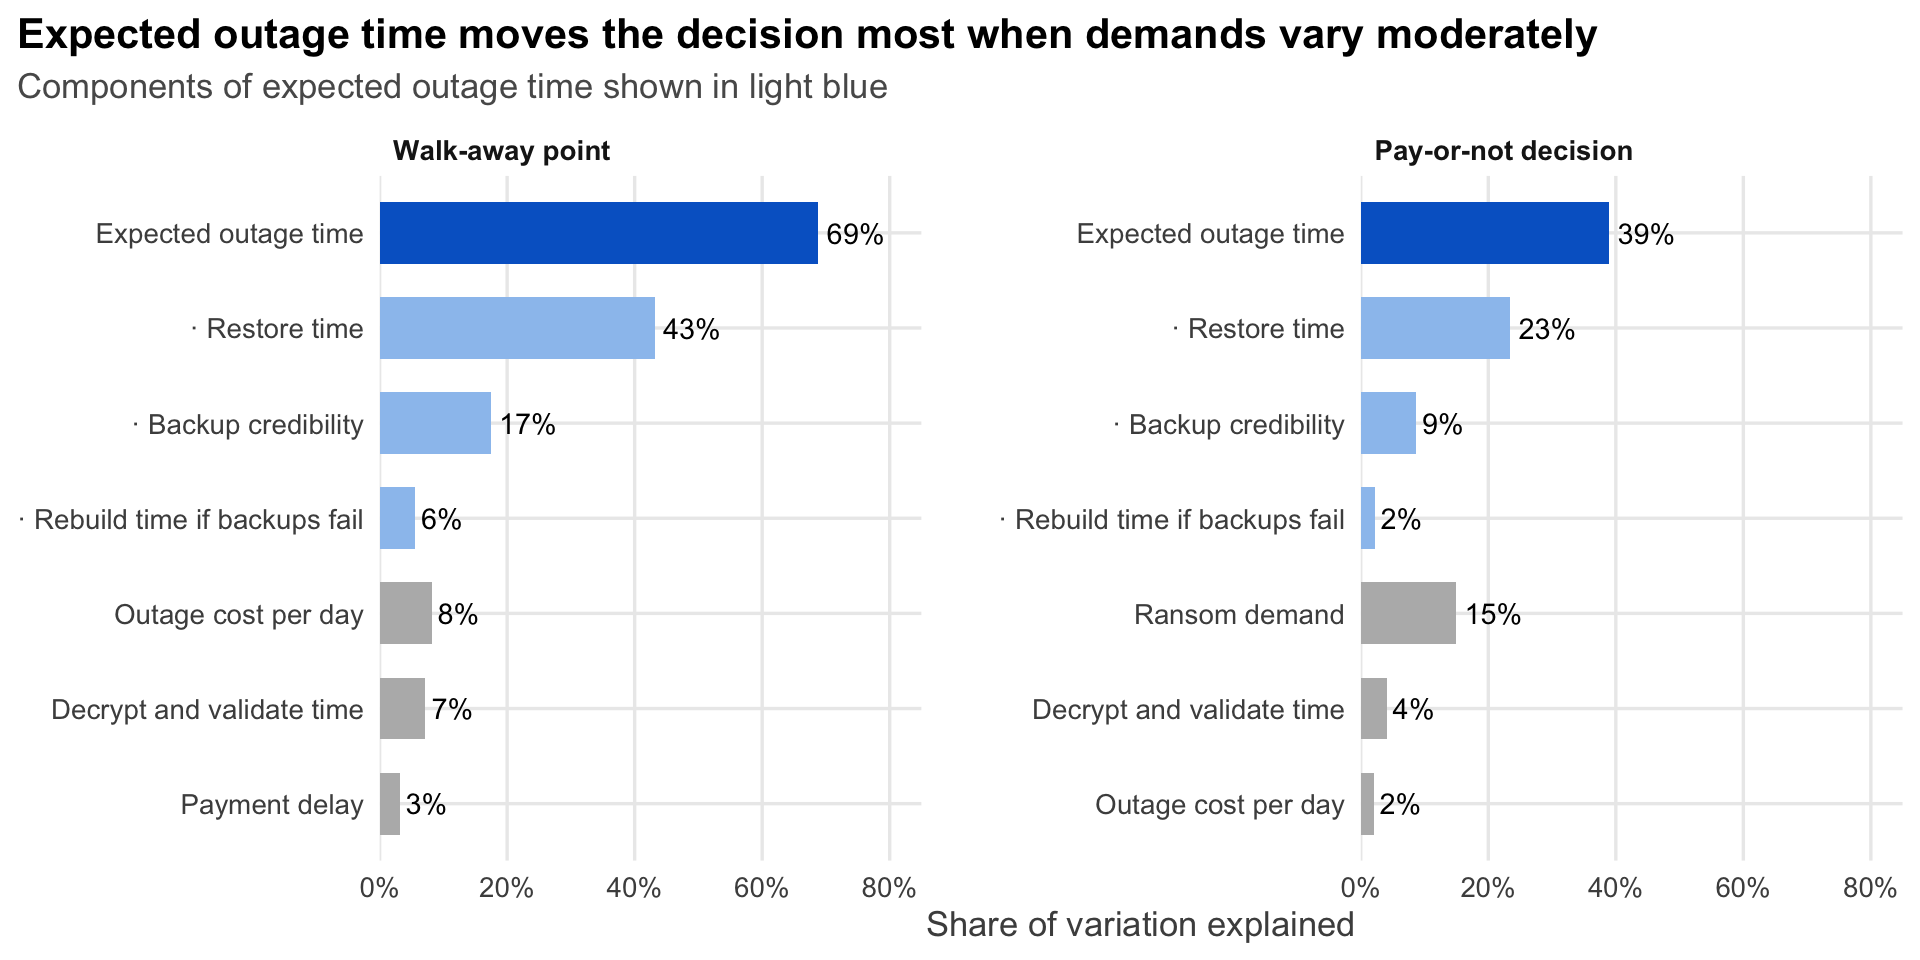 Expected outage time moves the decision most when demands vary moderately
Components of expected outage time shown in light blue
Walk-away point
Expected outage time 69%
· Restore time 43%
· Backup credibility 17%
· Rebuild time if backups fail 6%
Outage cost per day 8%
Decrypt and validate time 7%
Payment delay 3%
0% 20% 40% 60% 80%
Pay-or-not decision
Expected outage time 39%
· Restore time 23%
· Backup credibility 9%
· Rebuild time if backups fail 2%
Ransom demand 15%
Decrypt and validate time 4%
Outage cost per day 2%
0% 20% 40% 60% 80%
Share of variation explained